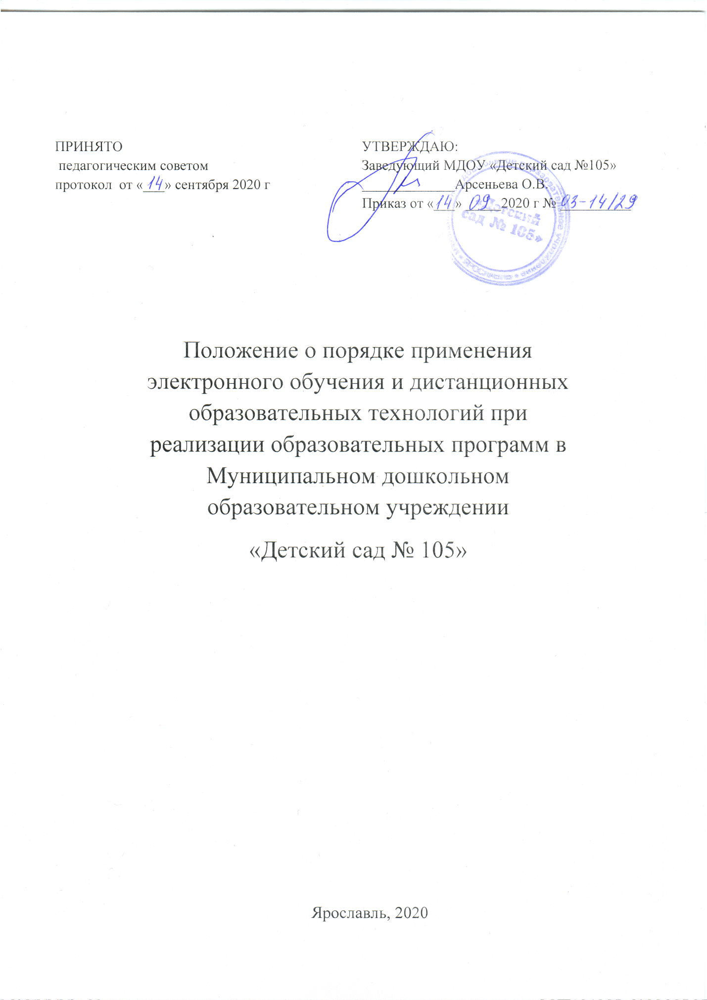 ПРИНЯТО
педагогическим советом
протокол от «14» сентября 2020 г
УТВЕРЖДАЮ:
Заведующий МДОУ «Детский сад №105»
_____________Арсеньева О.В.
Приказ от «14» 09 2020 г № 03-14/29
«Детский
сад № 105»
Положение о порядке применения
электронного обучения и дистанционных
образовательных технологий при
реализации образовательных программ в
Муниципальном дошкольном
образовательном учреждении
«Детский сад № 105»
Ярославль, 2020